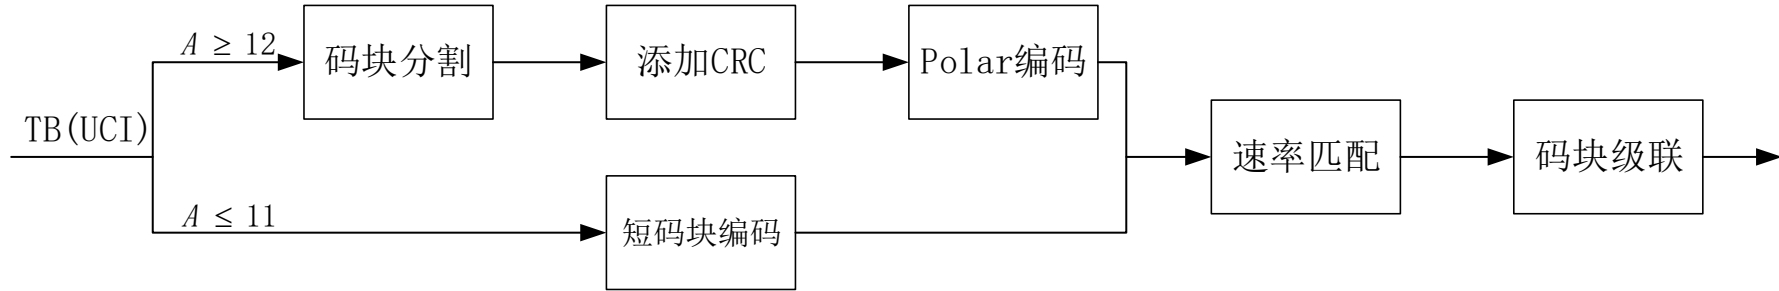 TB(UCI)
A ≥ 12
码块分割
添加CRC
Polar编码
A ≤ 11
短码块编码
速率匹配
码块级联